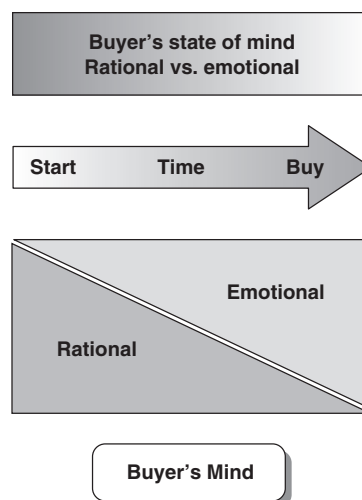 Buyer's state of mind
Rational vs. emotional
Start Time Buy
Emotional
Rational
Buyer's Mind